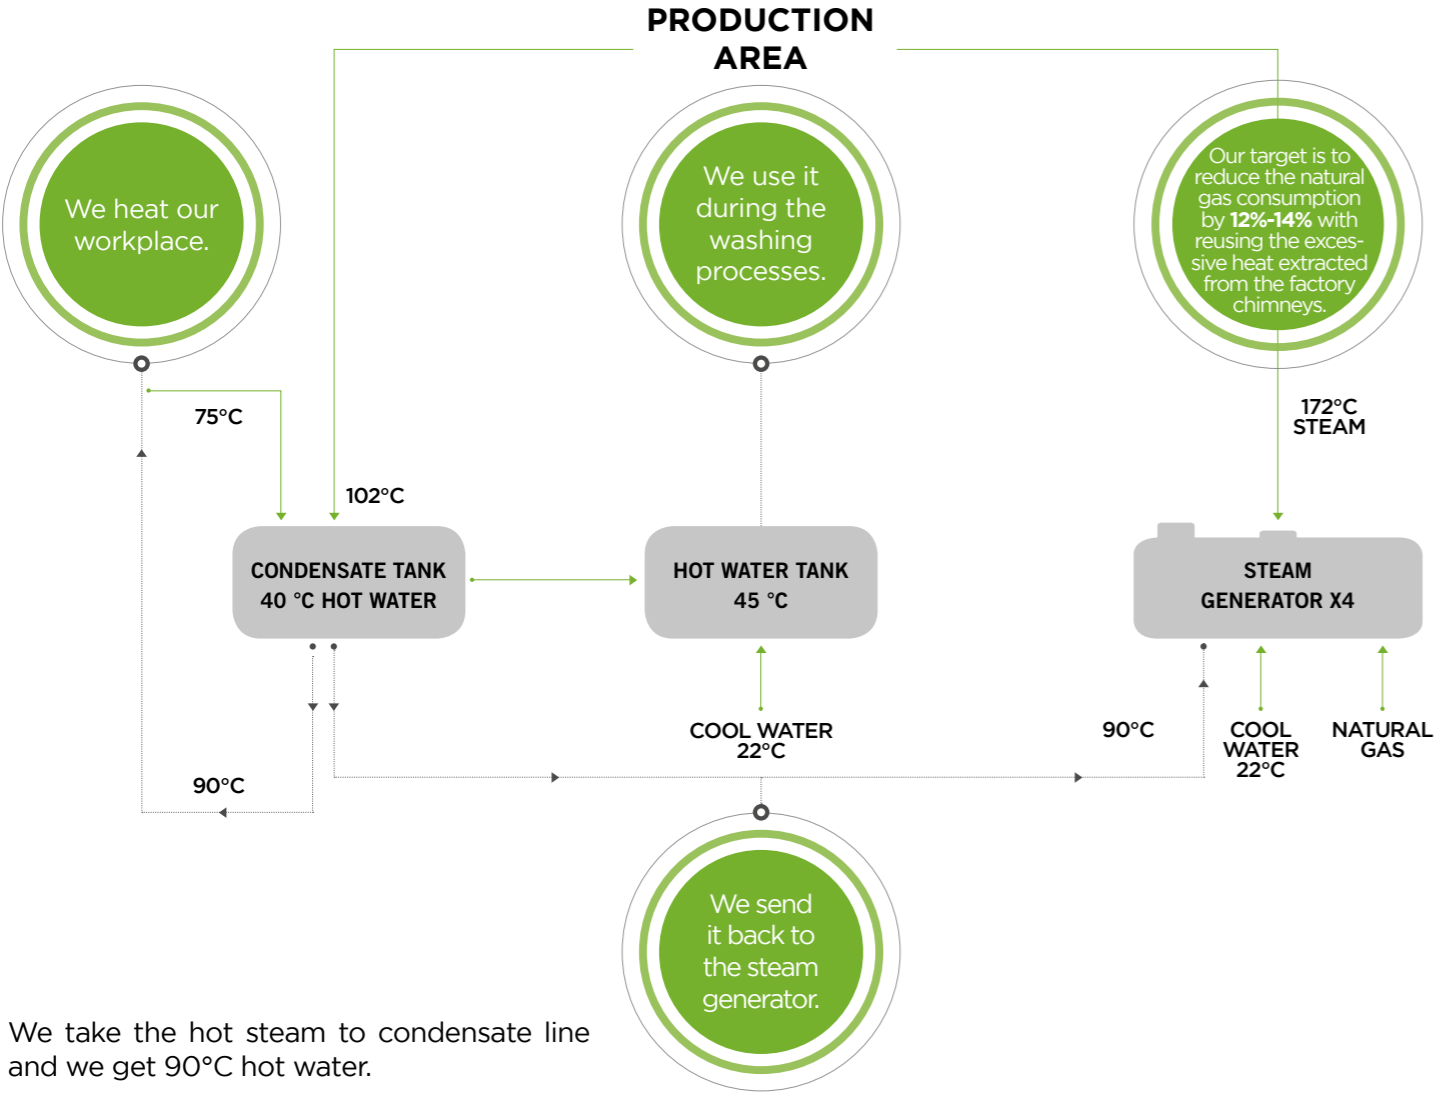 PRODUCTION
AREA
We heat our
workplace.
We use it
during the
washing
processes.
Our target is to
reduce the natural
gas consumption
by 12%-14% with
reusing the exces-
sive heat extracted
from the factory
chimneys.
75°C
102°C
172°C
STEAM
CONDENSATE TANK
40 °C HOT WATER
HOT WATER TANK
45 °C
STEAM
GENERATOR X4
90°C
COOL WATER
22°C
90°C
COOL
WATER
22°C
NATURAL
GAS
We send
it back to
the steam
generator.
We take the hot steam to condensate line
and we get 90°C hot water.